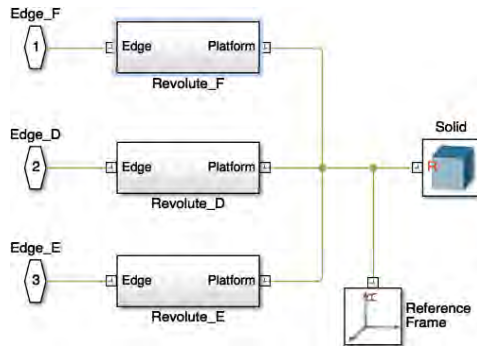 Edge_F
1
Edge Platform
Revolute_F
Edge_D
2
Edge Platform
Revolute_D
Solid
R
Edge_E
3
Edge Platform
Revolute_E
R
Reference
Frame